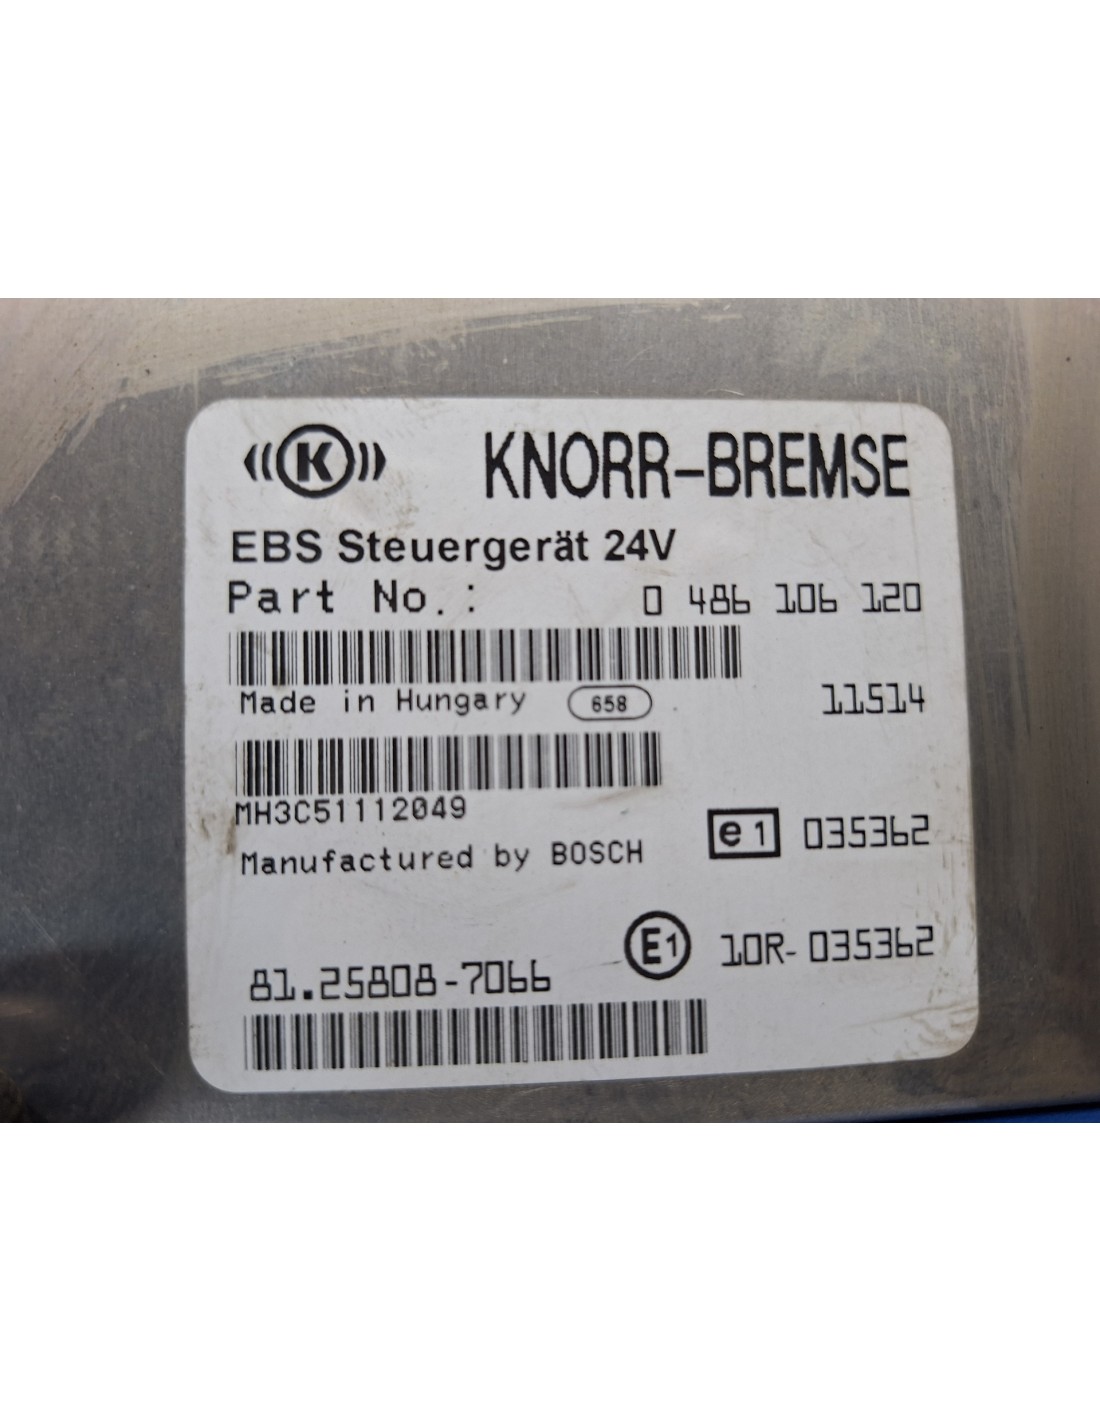 K KNORR-BREMSE
EBS Steuergerät 24V
Part No.: 0 486 106 120
Made in Hungary 658 11514
MH3C51112049
e1 035362
Manufactured by BOSCH
E1 10R-035362
81.25808-7066